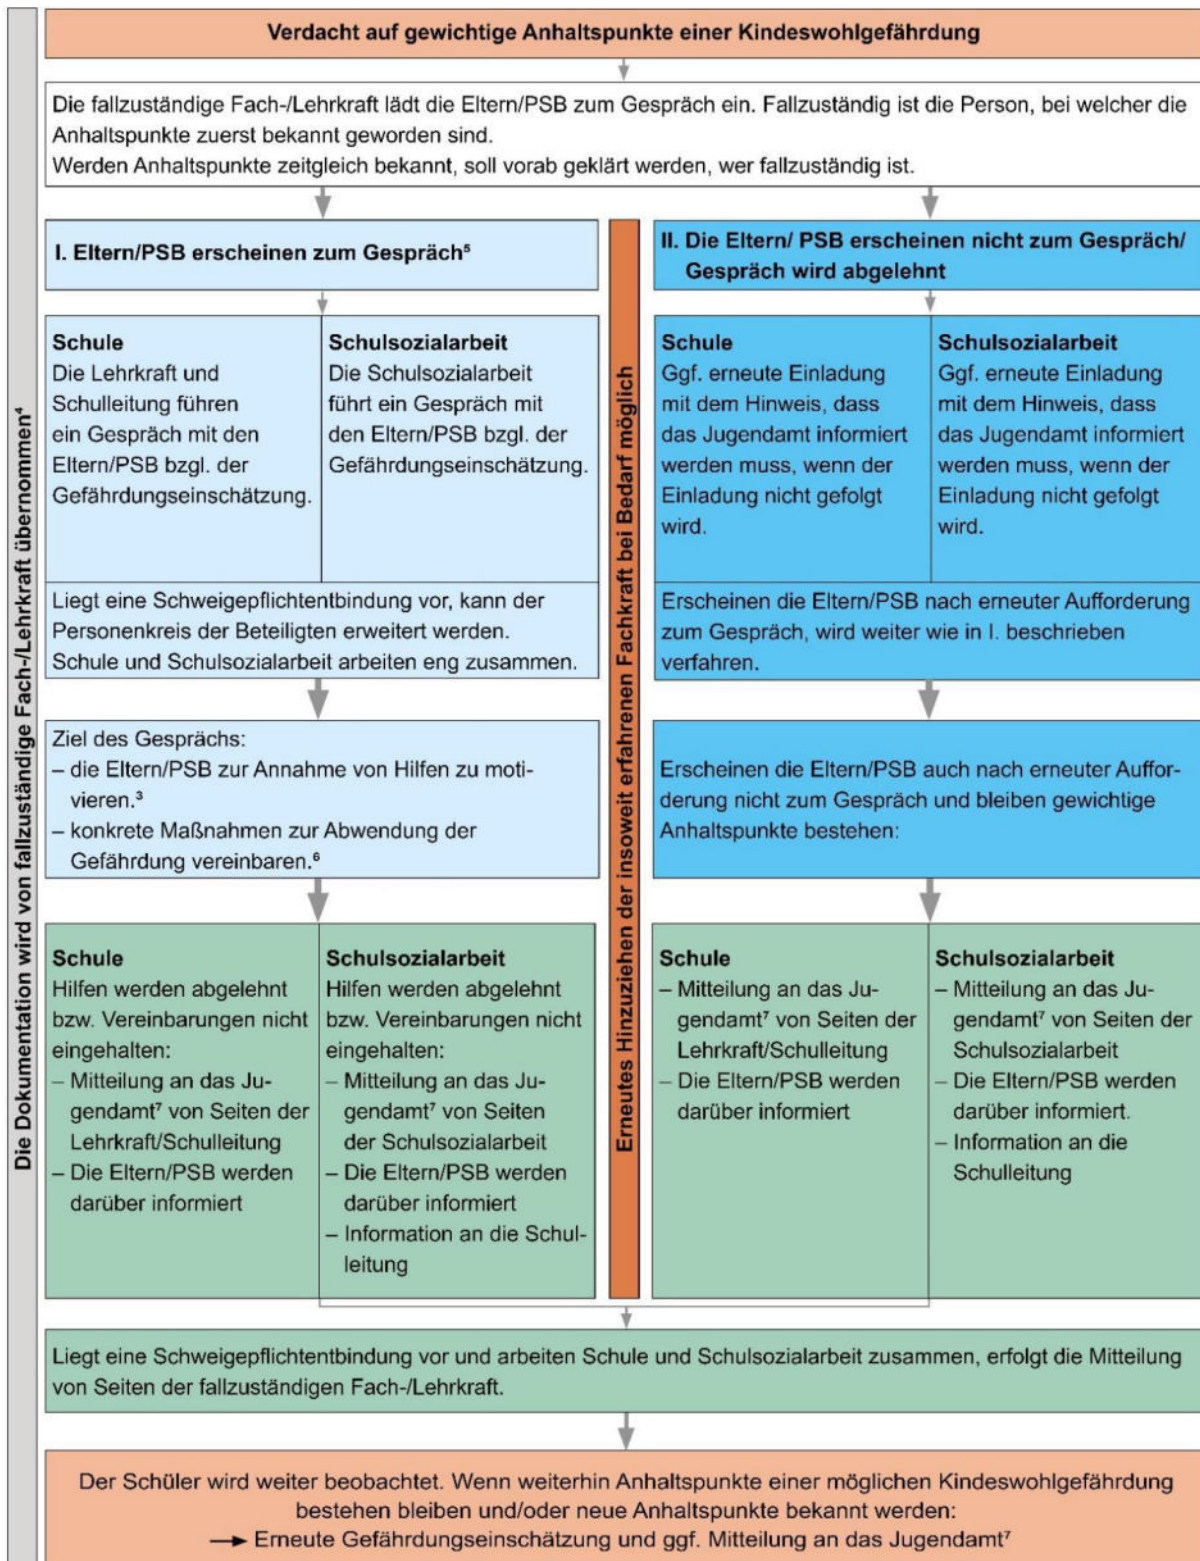 Die Dokumentation wird von fallzuständige Fach-/Lehrkraft übernommen⁴
Verdacht auf gewichtige Anhaltspunkte einer Kindeswohlgefährdung
Die fallzuständige Fach-/Lehrkraft lädt die Eltern/PSB zum Gespräch ein. Fallzuständig ist die Person, bei welcher die
Anhaltspunkte zuerst bekannt geworden sind.
Werden Anhaltspunkte zeitgleich bekannt, soll vorab geklärt werden, wer fallzuständig ist.
I. Eltern/PSB erscheinen zum Gespräch⁵
Schule
Die Lehrkraft und
Schulleitung führen
ein Gespräch mit den
Eltern/PSB bzgl. der
Gefährdungseinschätzung.
Schulsozialarbeit
Die Schulsozialarbeit
führt ein Gespräch mit
den Eltern/PSB bzgl. der
Gefährdungseinschätzung.
Liegt eine Schweigepflichtentbindung vor, kann der
Personenkreis der Beteiligten erweitert werden.
Schule und Schulsozialarbeit arbeiten eng zusammen.
Ziel des Gesprächs:
– die Eltern/PSB zur Annahme von Hilfen zu moti-
vieren.³
– konkrete Maßnahmen zur Abwendung der
Gefährdung vereinbaren.⁶
Schule
Hilfen werden abgelehnt
bzw. Vereinbarungen nicht
eingehalten:
– Mitteilung an das Ju-
gendamt⁷ von Seiten der
Lehrkraft/Schulleitung
– Die Eltern/PSB werden
darüber informiert
Schulsozialarbeit
Hilfen werden abgelehnt
bzw. Vereinbarungen nicht
eingehalten:
– Mitteilung an das Ju-
gendamt⁷ von Seiten
der Schulsozialarbeit
– Die Eltern/PSB werden
darüber informiert
– Information an die Schul-
leitung
Erneutes Hinzuziehen der insoweit erfahrenen Fachkraft bei Bedarf möglich
II. Die Eltern/ PSB erscheinen nicht zum Gespräch/
Gespräch wird abgelehnt
Schule
Ggf. erneute Einladung
mit dem Hinweis, dass
das Jugendamt informiert
werden muss, wenn der
Einladung nicht gefolgt
wird.
Schulsozialarbeit
Ggf. erneute Einladung
mit dem Hinweis, dass
das Jugendamt informiert
werden muss, wenn der
Einladung nicht gefolgt
wird.
Erscheinen die Eltern/PSB nach erneuter Aufforderung
zum Gespräch, wird weiter wie in I. beschrieben
verfahren.
Erscheinen die Eltern/PSB auch nach erneuter Auffor-
derung nicht zum Gespräch und bleiben gewichtige
Anhaltspunkte bestehen:
Schule
– Mitteilung an das Ju-
gendamt⁷ von Seiten der
Lehrkraft/Schulleitung
– Die Eltern/PSB werden
darüber informiert
Schulsozialarbeit
– Mitteilung an das Ju-
gendamt⁷ von Seiten der
Schulsozialarbeit
– Die Eltern/PSB werden
darüber informiert.
– Information an die
Schulleitung
Liegt eine Schweigepflichtentbindung vor und arbeiten Schule und Schulsozialarbeit zusammen, erfolgt die Mitteilung
von Seiten der fallzuständigen Fach-/Lehrkraft.
Der Schüler wird weiter beobachtet. Wenn weiterhin Anhaltspunkte einer möglichen Kindeswohlgefährdung
bestehen bleiben und/oder neue Anhaltspunkte bekannt werden:
→ Erneute Gefährdungseinschätzung und ggf. Mitteilung an das Jugendamt⁷